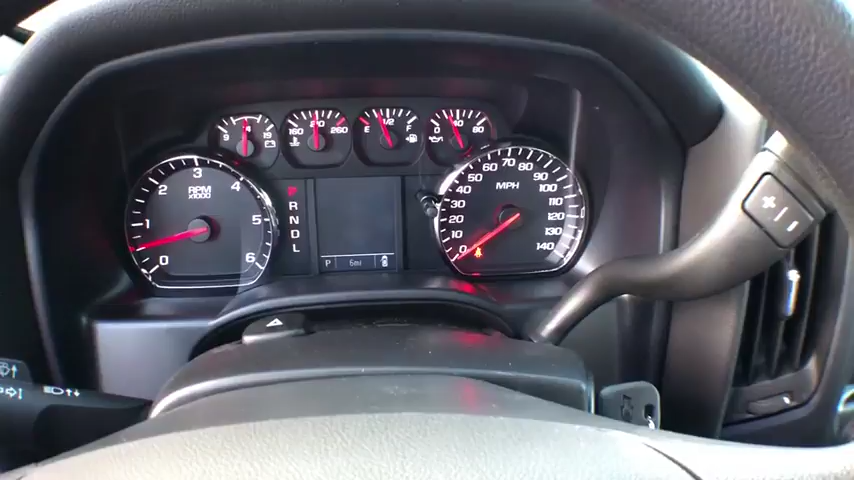 9 14 19
160 210 260
E 1/2 F
0 40 80
RPM
x1000
0 1 2 3 4 5 6
P
R
N
D
L
P 6mi
MPH
0 10 20 30 40 50 60 70 80 90 100 110 120 130 140
+
-